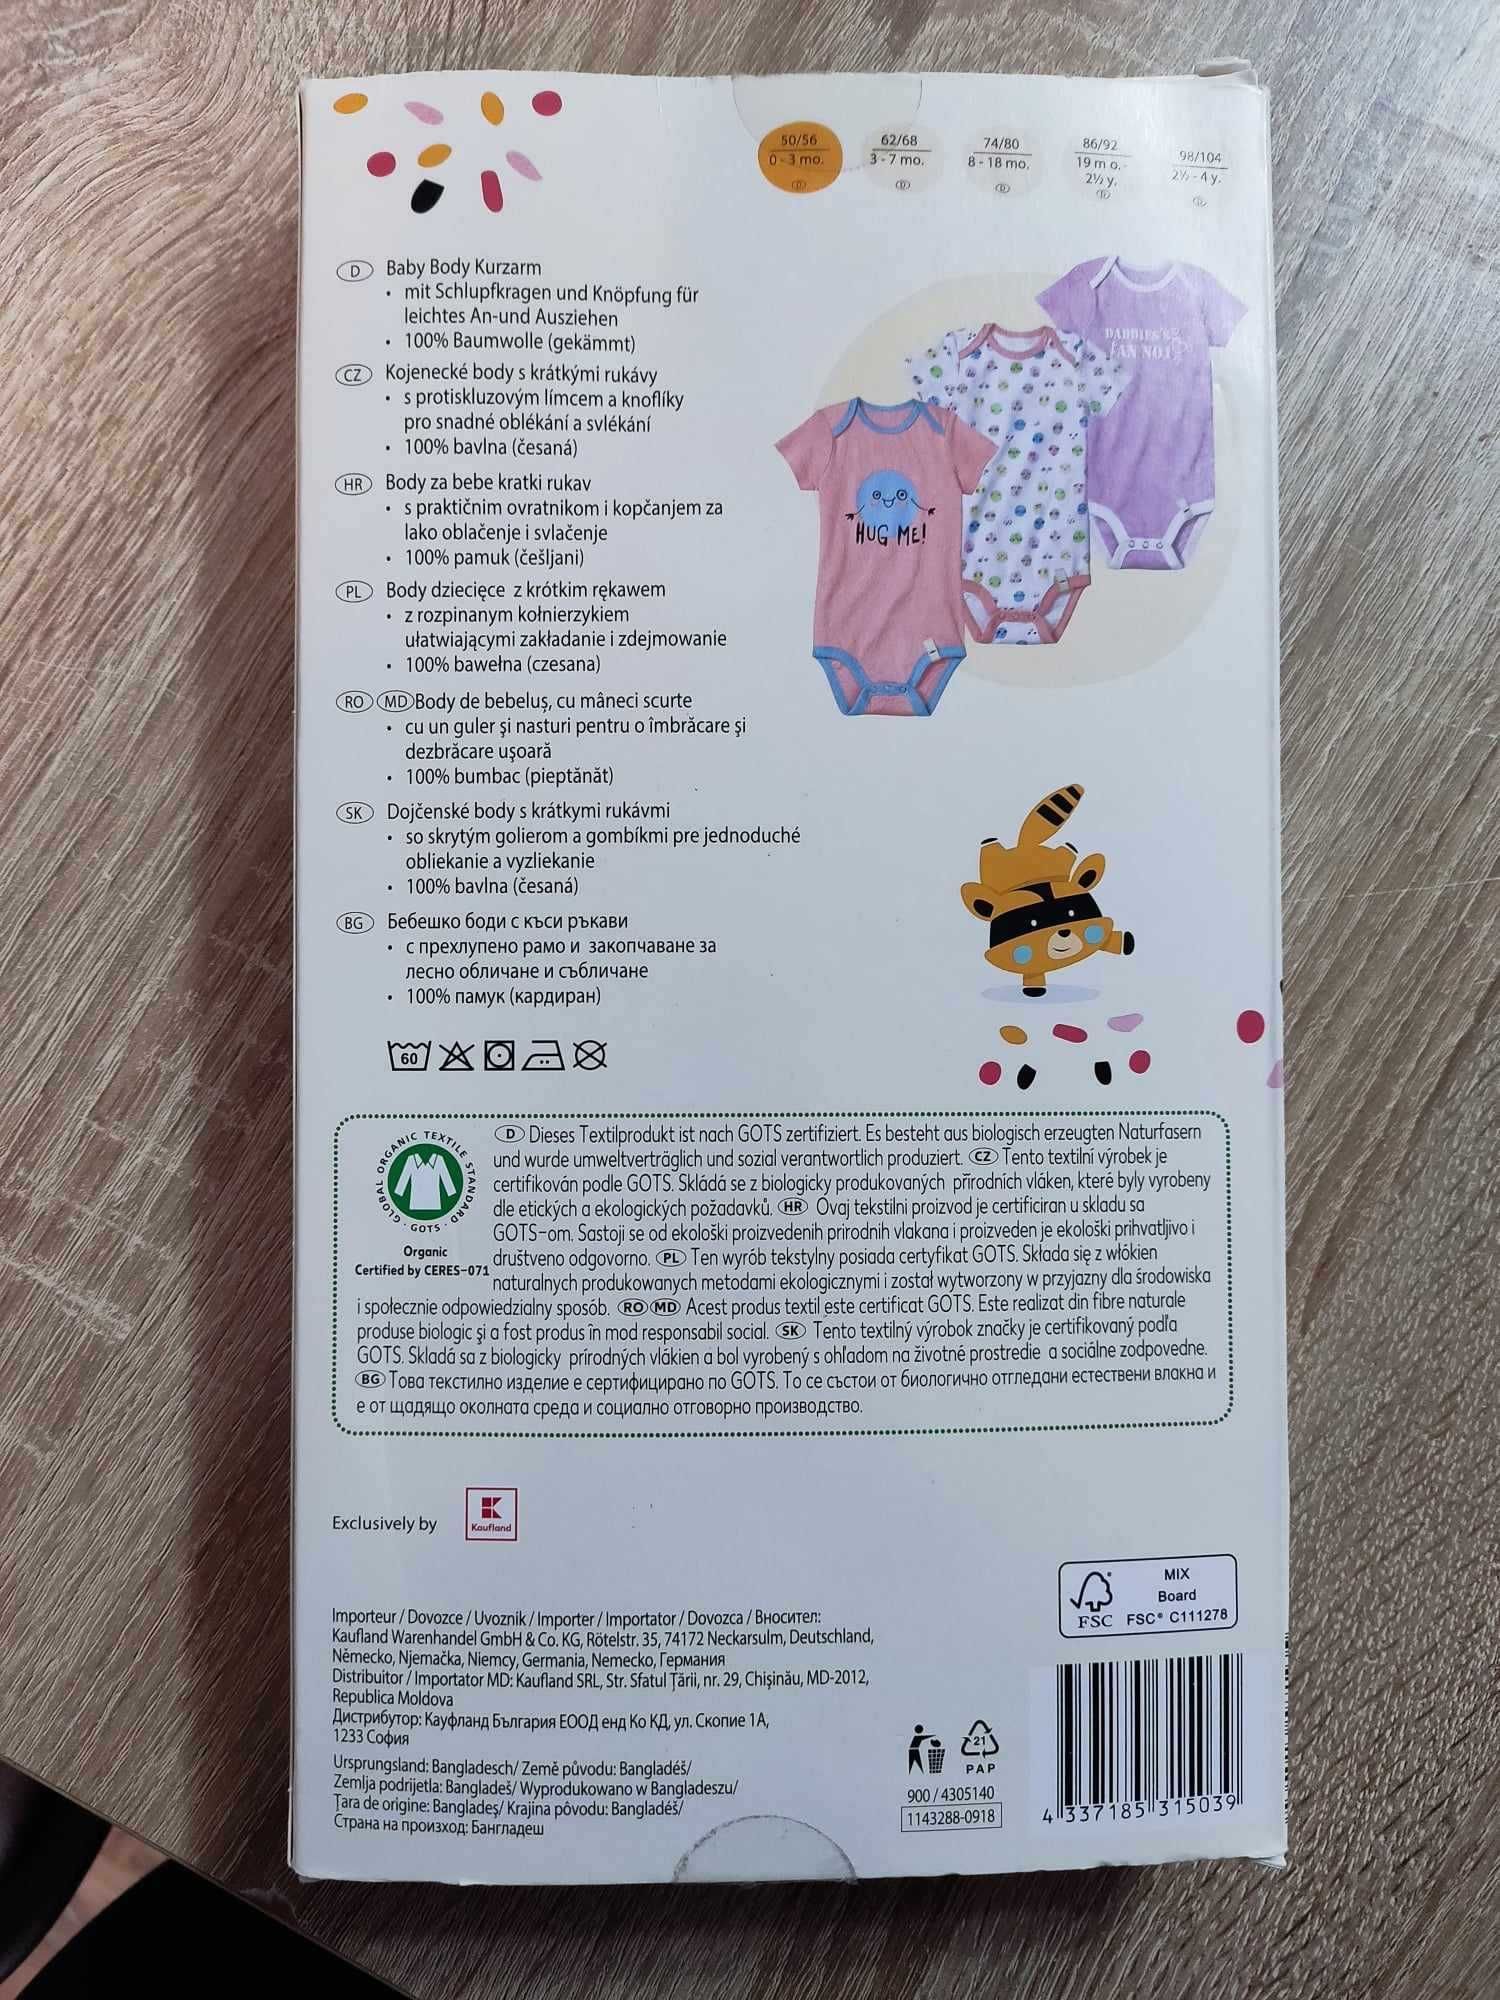 50/56
0 - 3 mo.
D
62/68
3 - 7 mo.
D
74/80
8 - 18 mo.
D
86/92
19 m o. -
2½ y.
D
98/104
2½ - 4 y.
D
D Baby Body Kurzarm
• mit Schlupfkragen und Knöpfung für
leichtes An-und Ausziehen
• 100% Baumwolle (gekämmt)
CZ Kojenecké body s krátkými rukávy
• s protiskluzovým límcem a knoflíky
pro snadné oblékání a svlékání
• 100% bavlna (česaná)
HR Body za bebe kratki rukav
• s praktičnim ovratnikom i kopčanjem za
lako oblačenje i svlačenje
• 100% pamuk (češljani)
PL Body dziecięce z krótkim rękawem
• z rozpinanym kołnierzykiem
ułatwiającymi zakładanie i zdejmowanie
• 100% bawełna (czesana)
RO MD Body de bebeluș, cu mâneci scurte
• cu un guler și nasturi pentru o îmbrăcare și
dezbrăcare ușoară
• 100% bumbac (pieptănăt)
SK Dojčenské body s krátkymi rukávmi
• so skrytým golierom a gombíkmi pre jednoduché
obliekanie a vyzliekanie
• 100% bavlna (česaná)
BG Бебешко боди с къси ръкави
• с прехлупено рамо и закопчаване за
лесно обличане и събличане
• 100% памук (кардиран)
DADDIES'S
FAN NO.1
HUG ME!
60
GLOBAL ORGANIC TEXTILE STANDARD · GOTS ·
Organic
Certified by CERES-071
D Dieses Textilprodukt ist nach GOTS zertifiziert. Es besteht aus biologisch erzeugten Naturfasern
und wurde umweltverträglich und sozial verantwortlich produziert. CZ Tento textilní výrobek je
certifikován podle GOTS. Skládá se z biologicky produkovaných přírodních vláken, které byly vyrobeny
dle etických a ekologických požadavků. HR Ovaj tekstilni proizvod je certificiran u skladu sa
GOTS-om. Sastoji se od ekološki proizvedenih prirodnih vlakana i proizveden je ekološki prihvatljivo i
društveno odgovorno. PL Ten wyrób tekstylny posiada certyfikat GOTS. Składa się z włókien
naturalnych produkowanych metodami ekologicznymi i został wytworzony w przyjazny dla środowiska
i społecznie odpowiedzialny sposób. RO MD Acest produs textil este certificat GOTS. Este realizat din fibre naturale
produse biologic și a fost produs în mod responsabil social. SK Tento textilný výrobok značky je certifikovaný podľa
GOTS. Skladá sa z biologicky prírodných vlákien a bol vyrobený s ohľadom na životné prostredie a sociálne zodpovedne.
BG Това текстилно изделие е сертифицирано по GOTS. То се състои от биологично отгледани естествени влакна и
е от щадящо околната среда и социално отговорно производство.
Exclusively by
Kaufland
MIX
Board
FSC FSC® C111278
Importeur / Dovozce / Uvoznik / Importer / Importator / Dovozca / Вносител:
Kaufland Warenhandel GmbH & Co. KG, Rötelstr. 35, 74172 Neckarsulm, Deutschland,
Německo, Njemačka, Niemcy, Germania, Nemecko, Германия
Distribuitor / Importator MD: Kaufland SRL, Str. Sfatul Țării, nr. 29, Chișinău, MD-2012,
Republica Moldova
Дистрибутор: Кауфланд България ЕООД енд Ко КД, ул. Скопие 1А,
1233 София
Ursprungsland: Bangladesch/ Země původu: Bangladéš/
Zemlja podrijetla: Bangladeš/ Wyprodukowano w Bangladeszu/
Țara de origine: Bangladeș/ Krajina pôvodu: Bangladéš/
Страна на произход: Бангладеш
21
PAP
900 / 4305140
1143288-0918
4 337185 315039